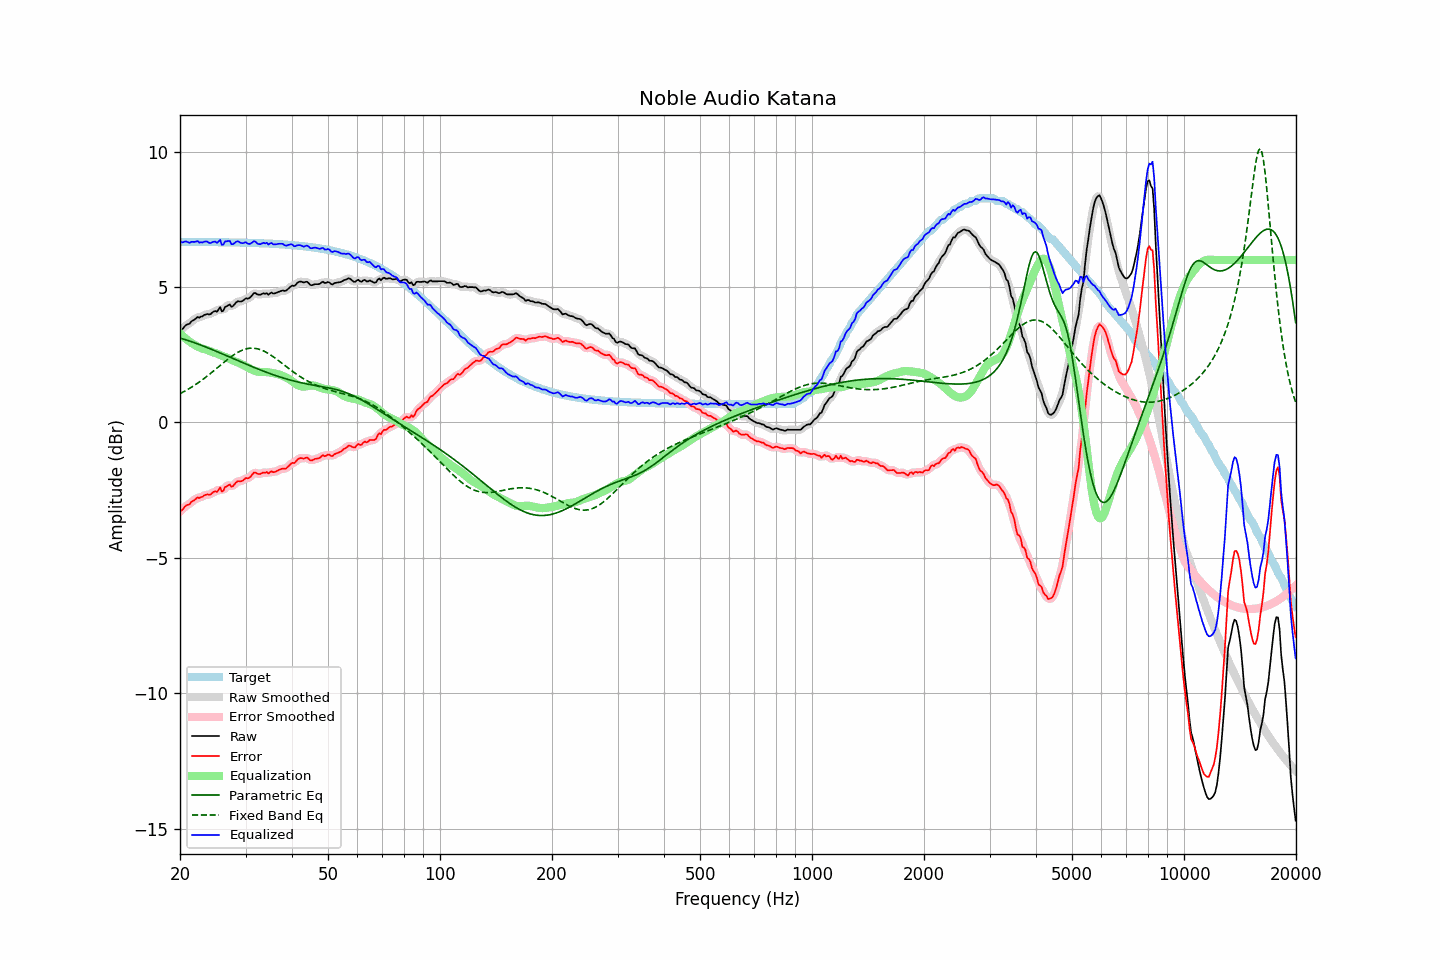 Noble Audio Katana
Amplitude (dBr)
10
5
0
−5
−10
−15
Target
Raw Smoothed
Error Smoothed
Raw
Error
Equalization
Parametric Eq
Fixed Band Eq
Equalized
20 50 100 200 500 1000 2000 5000 10000 20000
Frequency (Hz)